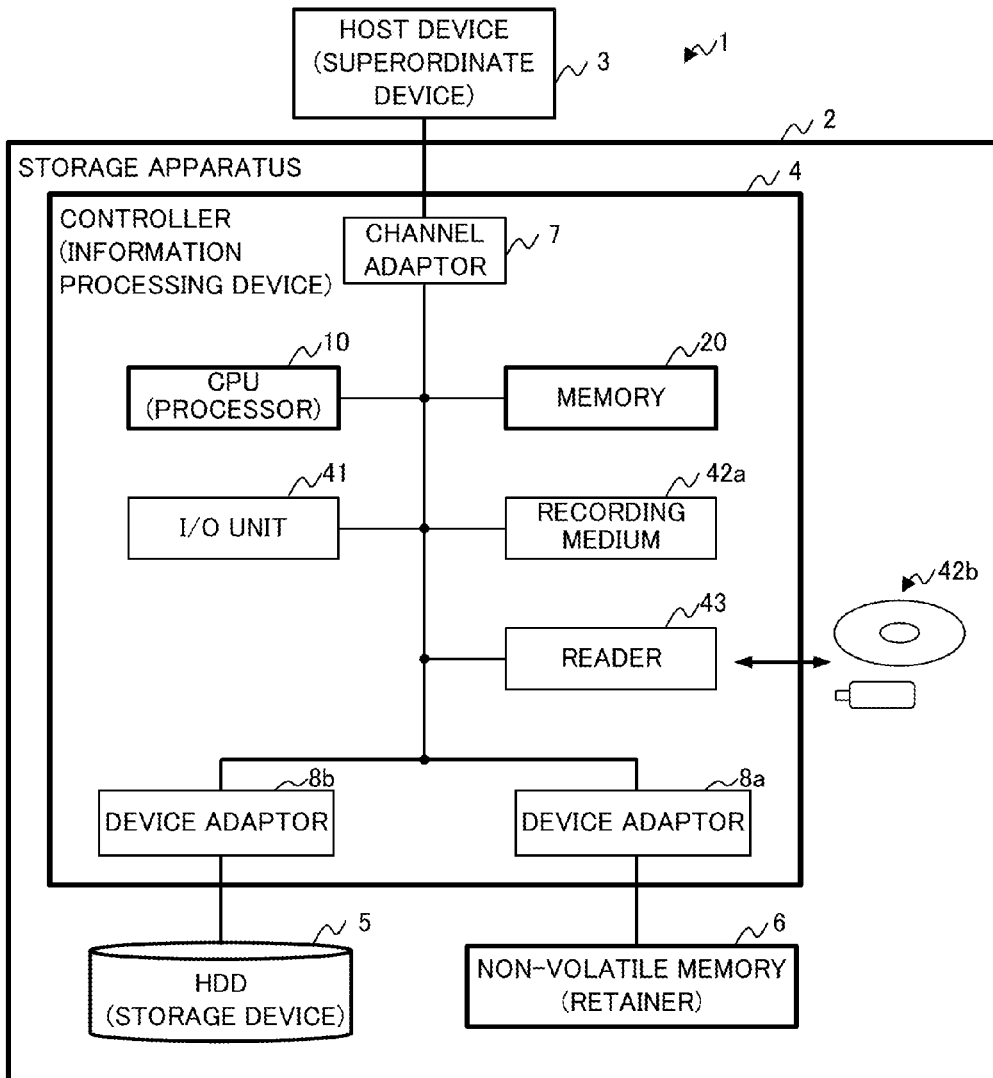 HOST DEVICE
(SUPERORDINATE
DEVICE)
3
1
2
STORAGE APPARATUS
4
CONTROLLER
(INFORMATION
PROCESSING DEVICE)
CHANNEL
ADAPTOR
7
10
CPU
(PROCESSOR)
20
MEMORY
41
I/O UNIT
42a
RECORDING
MEDIUM
42b
43
READER
8b
DEVICE ADAPTOR
8a
DEVICE ADAPTOR
5
HDD
(STORAGE DEVICE)
6
NON-VOLATILE MEMORY
(RETAINER)